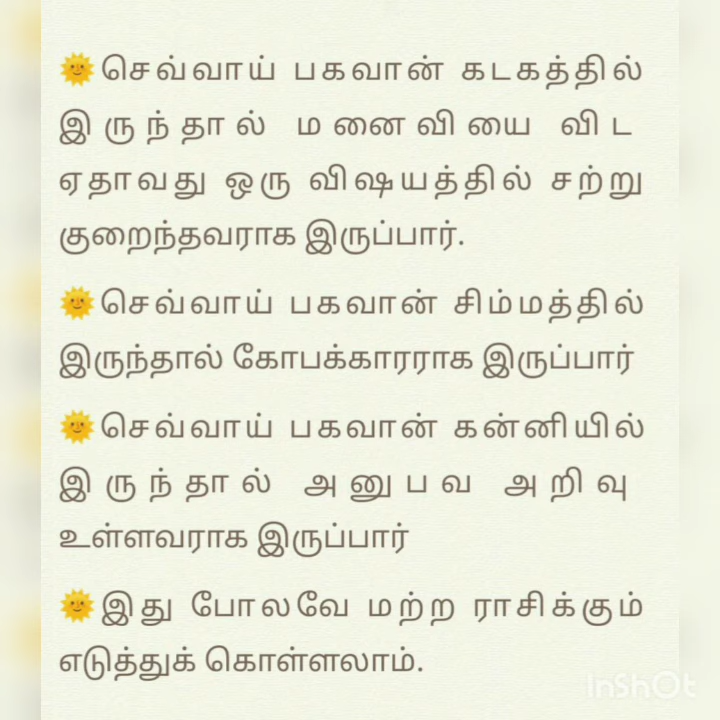 🌞செவ்வாய் பகவான் கடகத்தில்
இருந்தால் மனைவியை விட
ஏதாவது ஒரு விஷயத்தில் சற்று
குறைந்தவராக இருப்பார்.
🌞செவ்வாய் பகவான் சிம்மத்தில்
இருந்தால் கோபக்காரராக இருப்பார்
🌞செவ்வாய் பகவான் கன்னியில்
இருந்தால் அனுபவ அறிவு
உள்ளவராக இருப்பார்
🌞இது போலவே மற்ற ராசிக்கும்
எடுத்துக் கொள்ளலாம்.
InShOt